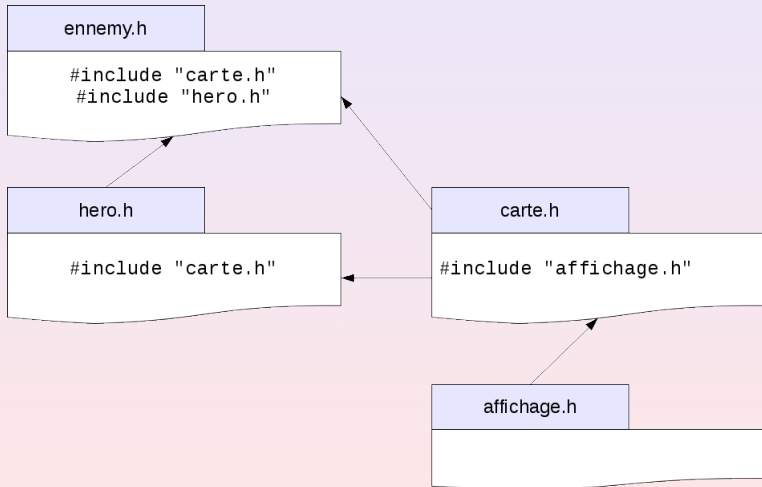 ennemy.h
#include "carte.h"
#include "hero.h"
hero.h
#include "carte.h"
carte.h
#include "affichage.h"
affichage.h